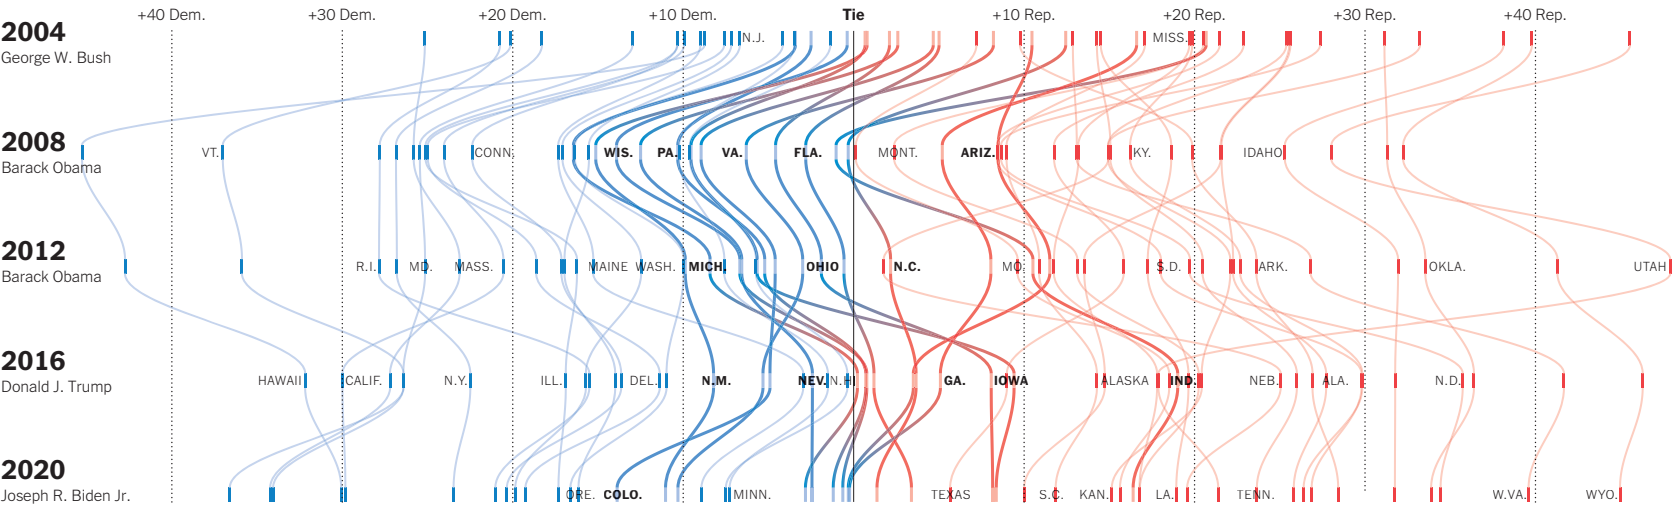 +40 Dem. +30 Dem. +20 Dem. +10 Dem. Tie +10 Rep. +20 Rep. +30 Rep. +40 Rep.
2004 N.J. MISS.
George W. Bush
2008 VT. CONN. WIS. PA. VA. FLA. MONT. ARIZ. KY. IDAHO
Barack Obama
2012 R.I. MD. MASS. MAINE WASH. MICH. OHIO N.C. MO. S.D. ARK. OKLA. UTAH
Barack Obama
2016 HAWAII CALIF. N.Y. ILL. DEL. N.M. NEV. N.H. GA. IOWA ALASKA IND. NEB. ALA. N.D.
Donald J. Trump
2020 ORE. COLO. MINN. TEXAS S.C. KAN. LA. TENN. W.VA. WYO.
Joseph R. Biden Jr.